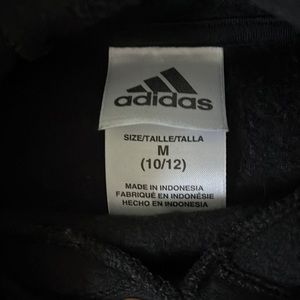 adidas
SIZE/TAILLE/TALLA
M
(10/12)
MADE IN INDONESIA
FABRIQUÉ EN INDONÉSIE
HECHO EN INDONESIA